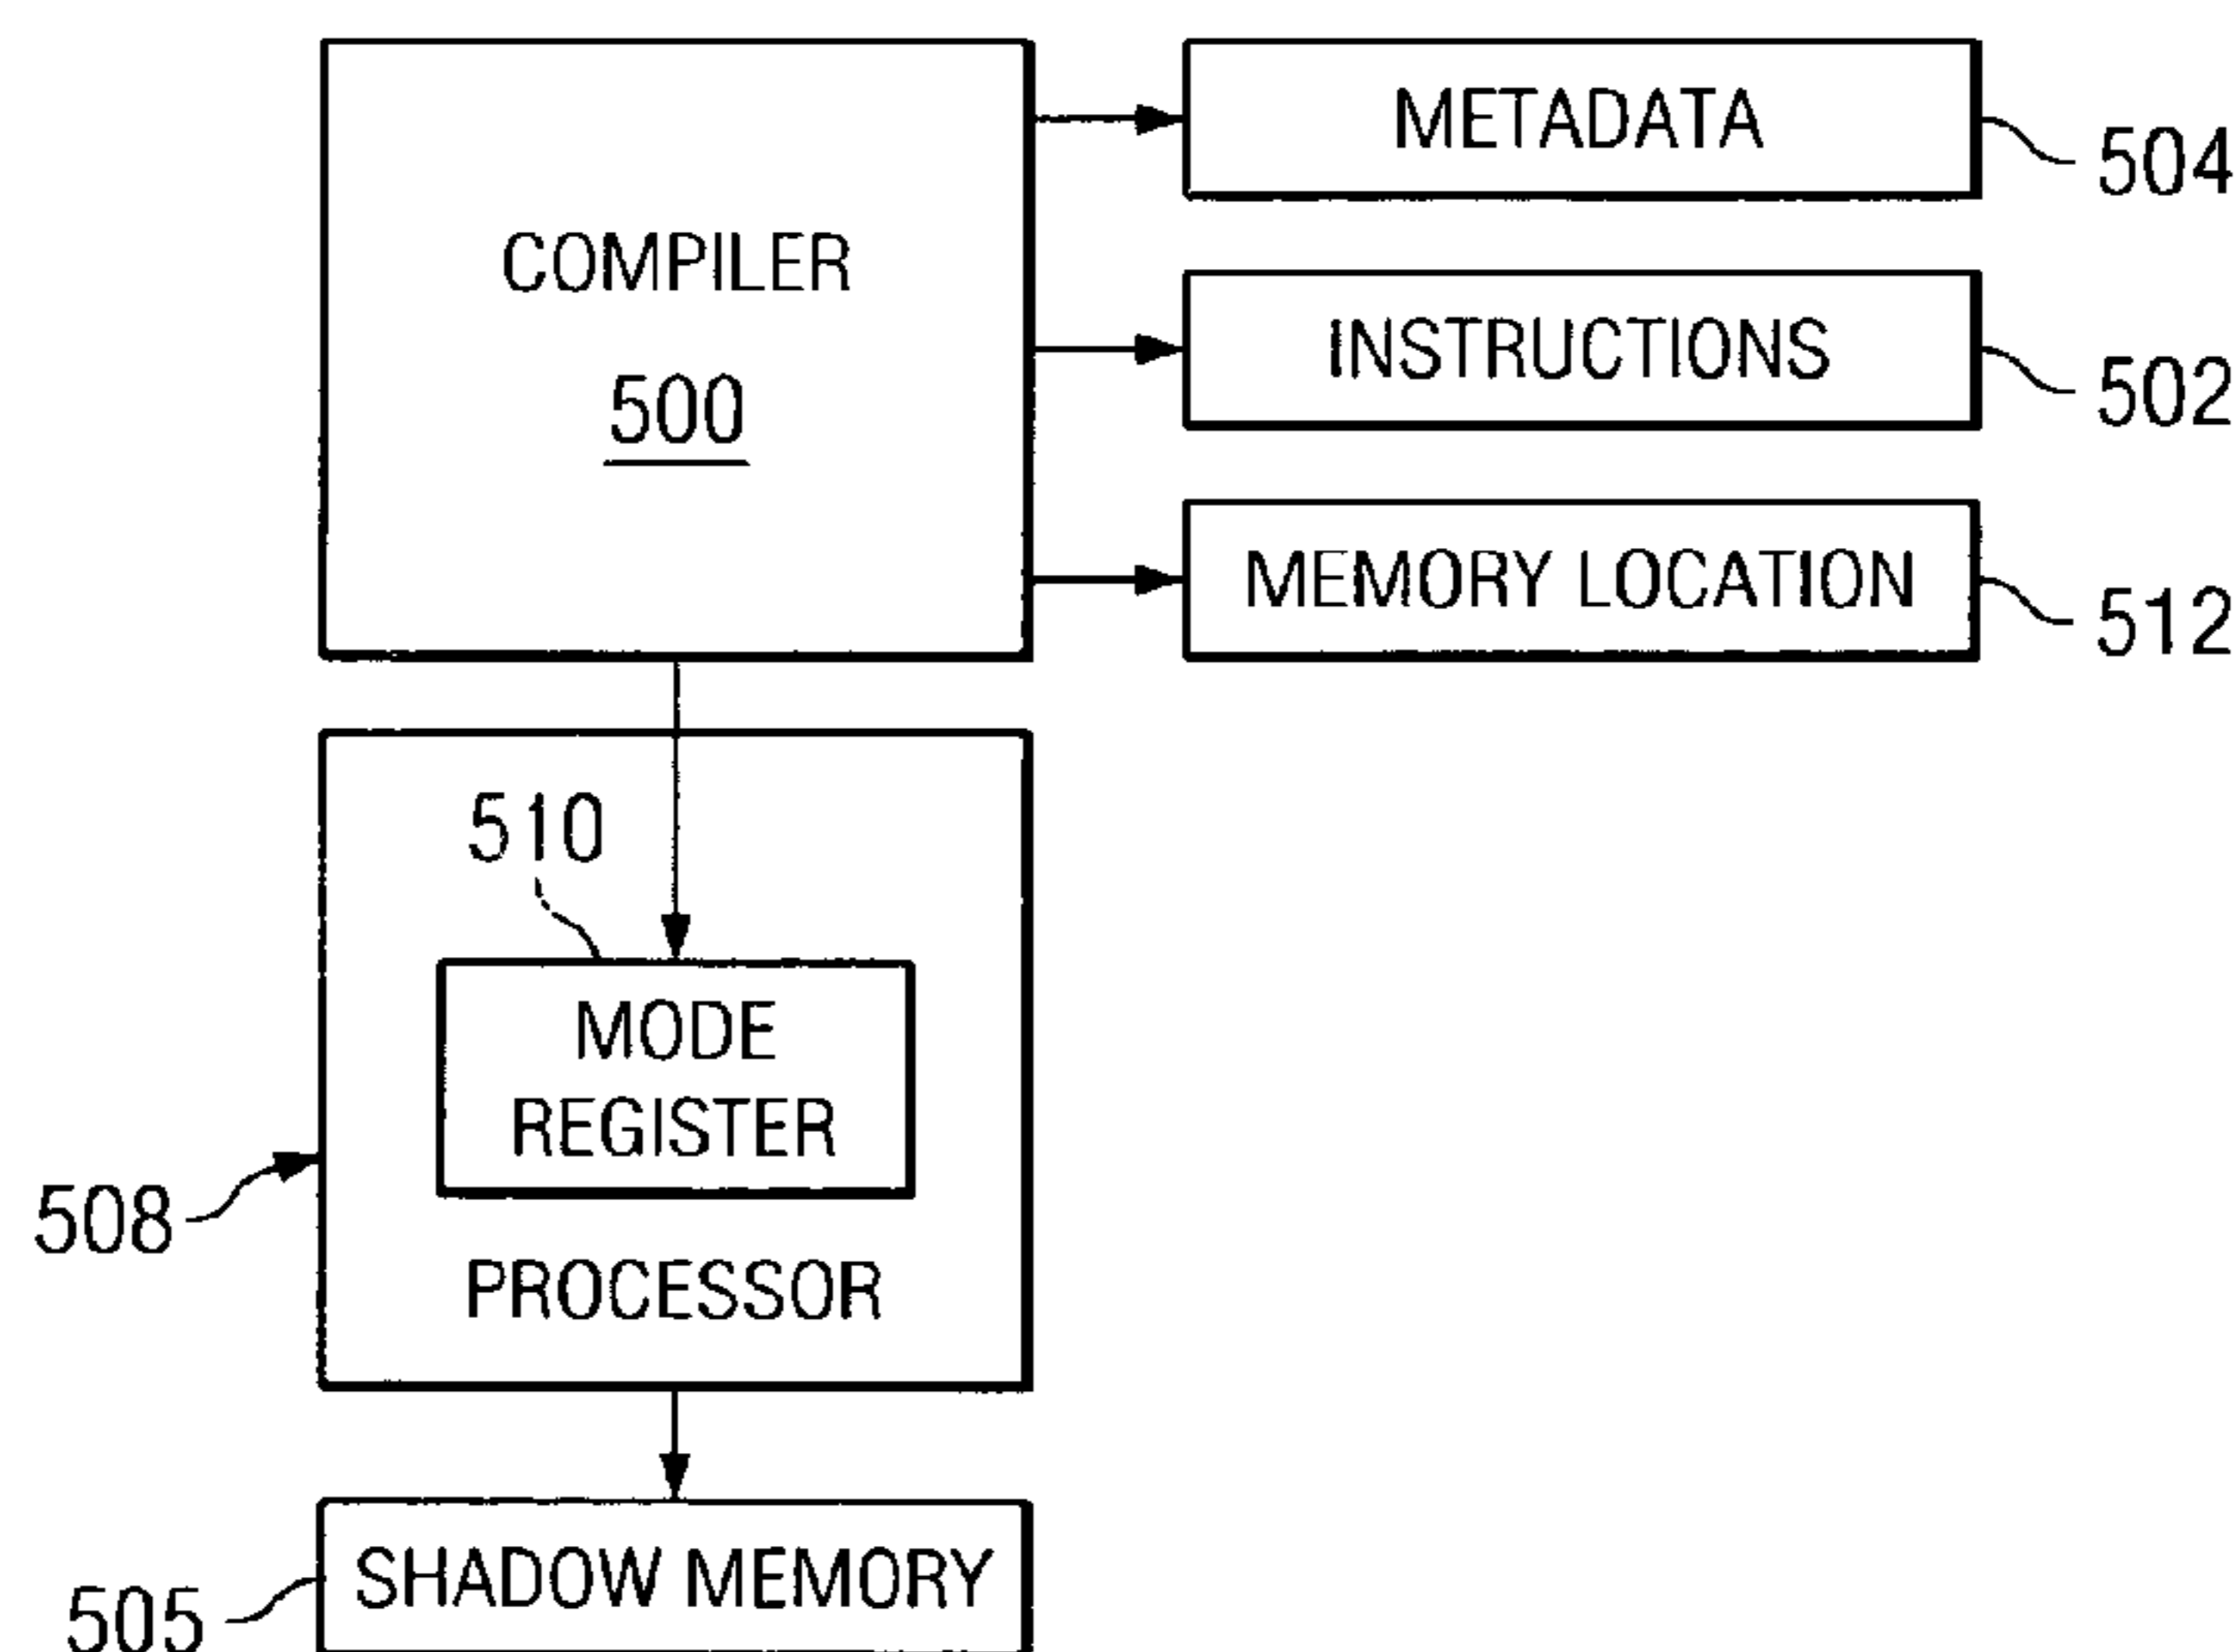 COMPILER
500
METADATA
504
INSTRUCTIONS
502
MEMORY LOCATION
512
510
MODE
REGISTER
508
PROCESSOR
SHADOW MEMORY
505